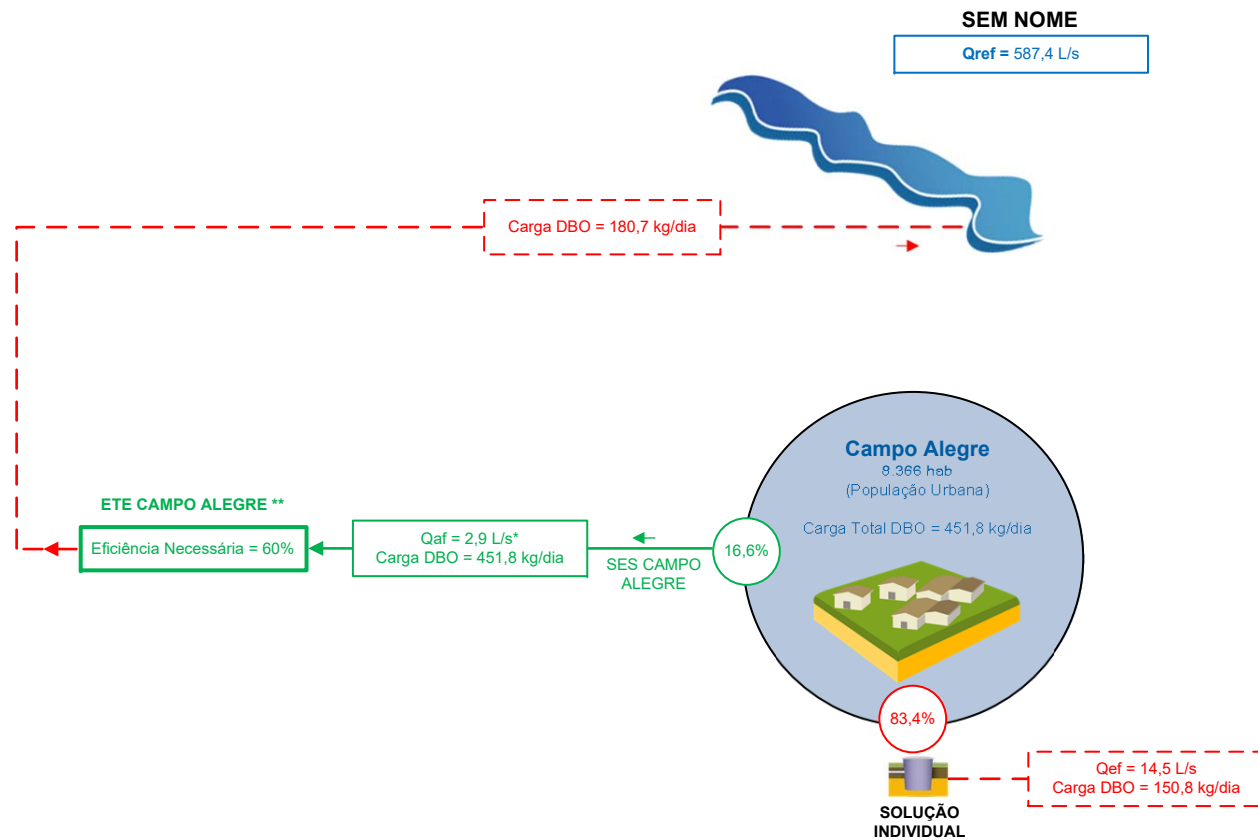 SEM NOME
Qref = 587,4 L/s
Carga DBO = 180,7 kg/dia
Campo Alegre
8.366 hab
(População Urbana)
Carga Total DBO = 451,8 kg/dia
ETE CAMPO ALEGRE **
Eficiência Necessária = 60%
Qaf = 2,9 L/s*
Carga DBO = 451,8 kg/dia
SES CAMPO
ALEGRE
16,6%
83,4%
Qef = 14,5 L/s
Carga DBO = 150,8 kg/dia
SOLUÇÃO
INDIVIDUAL